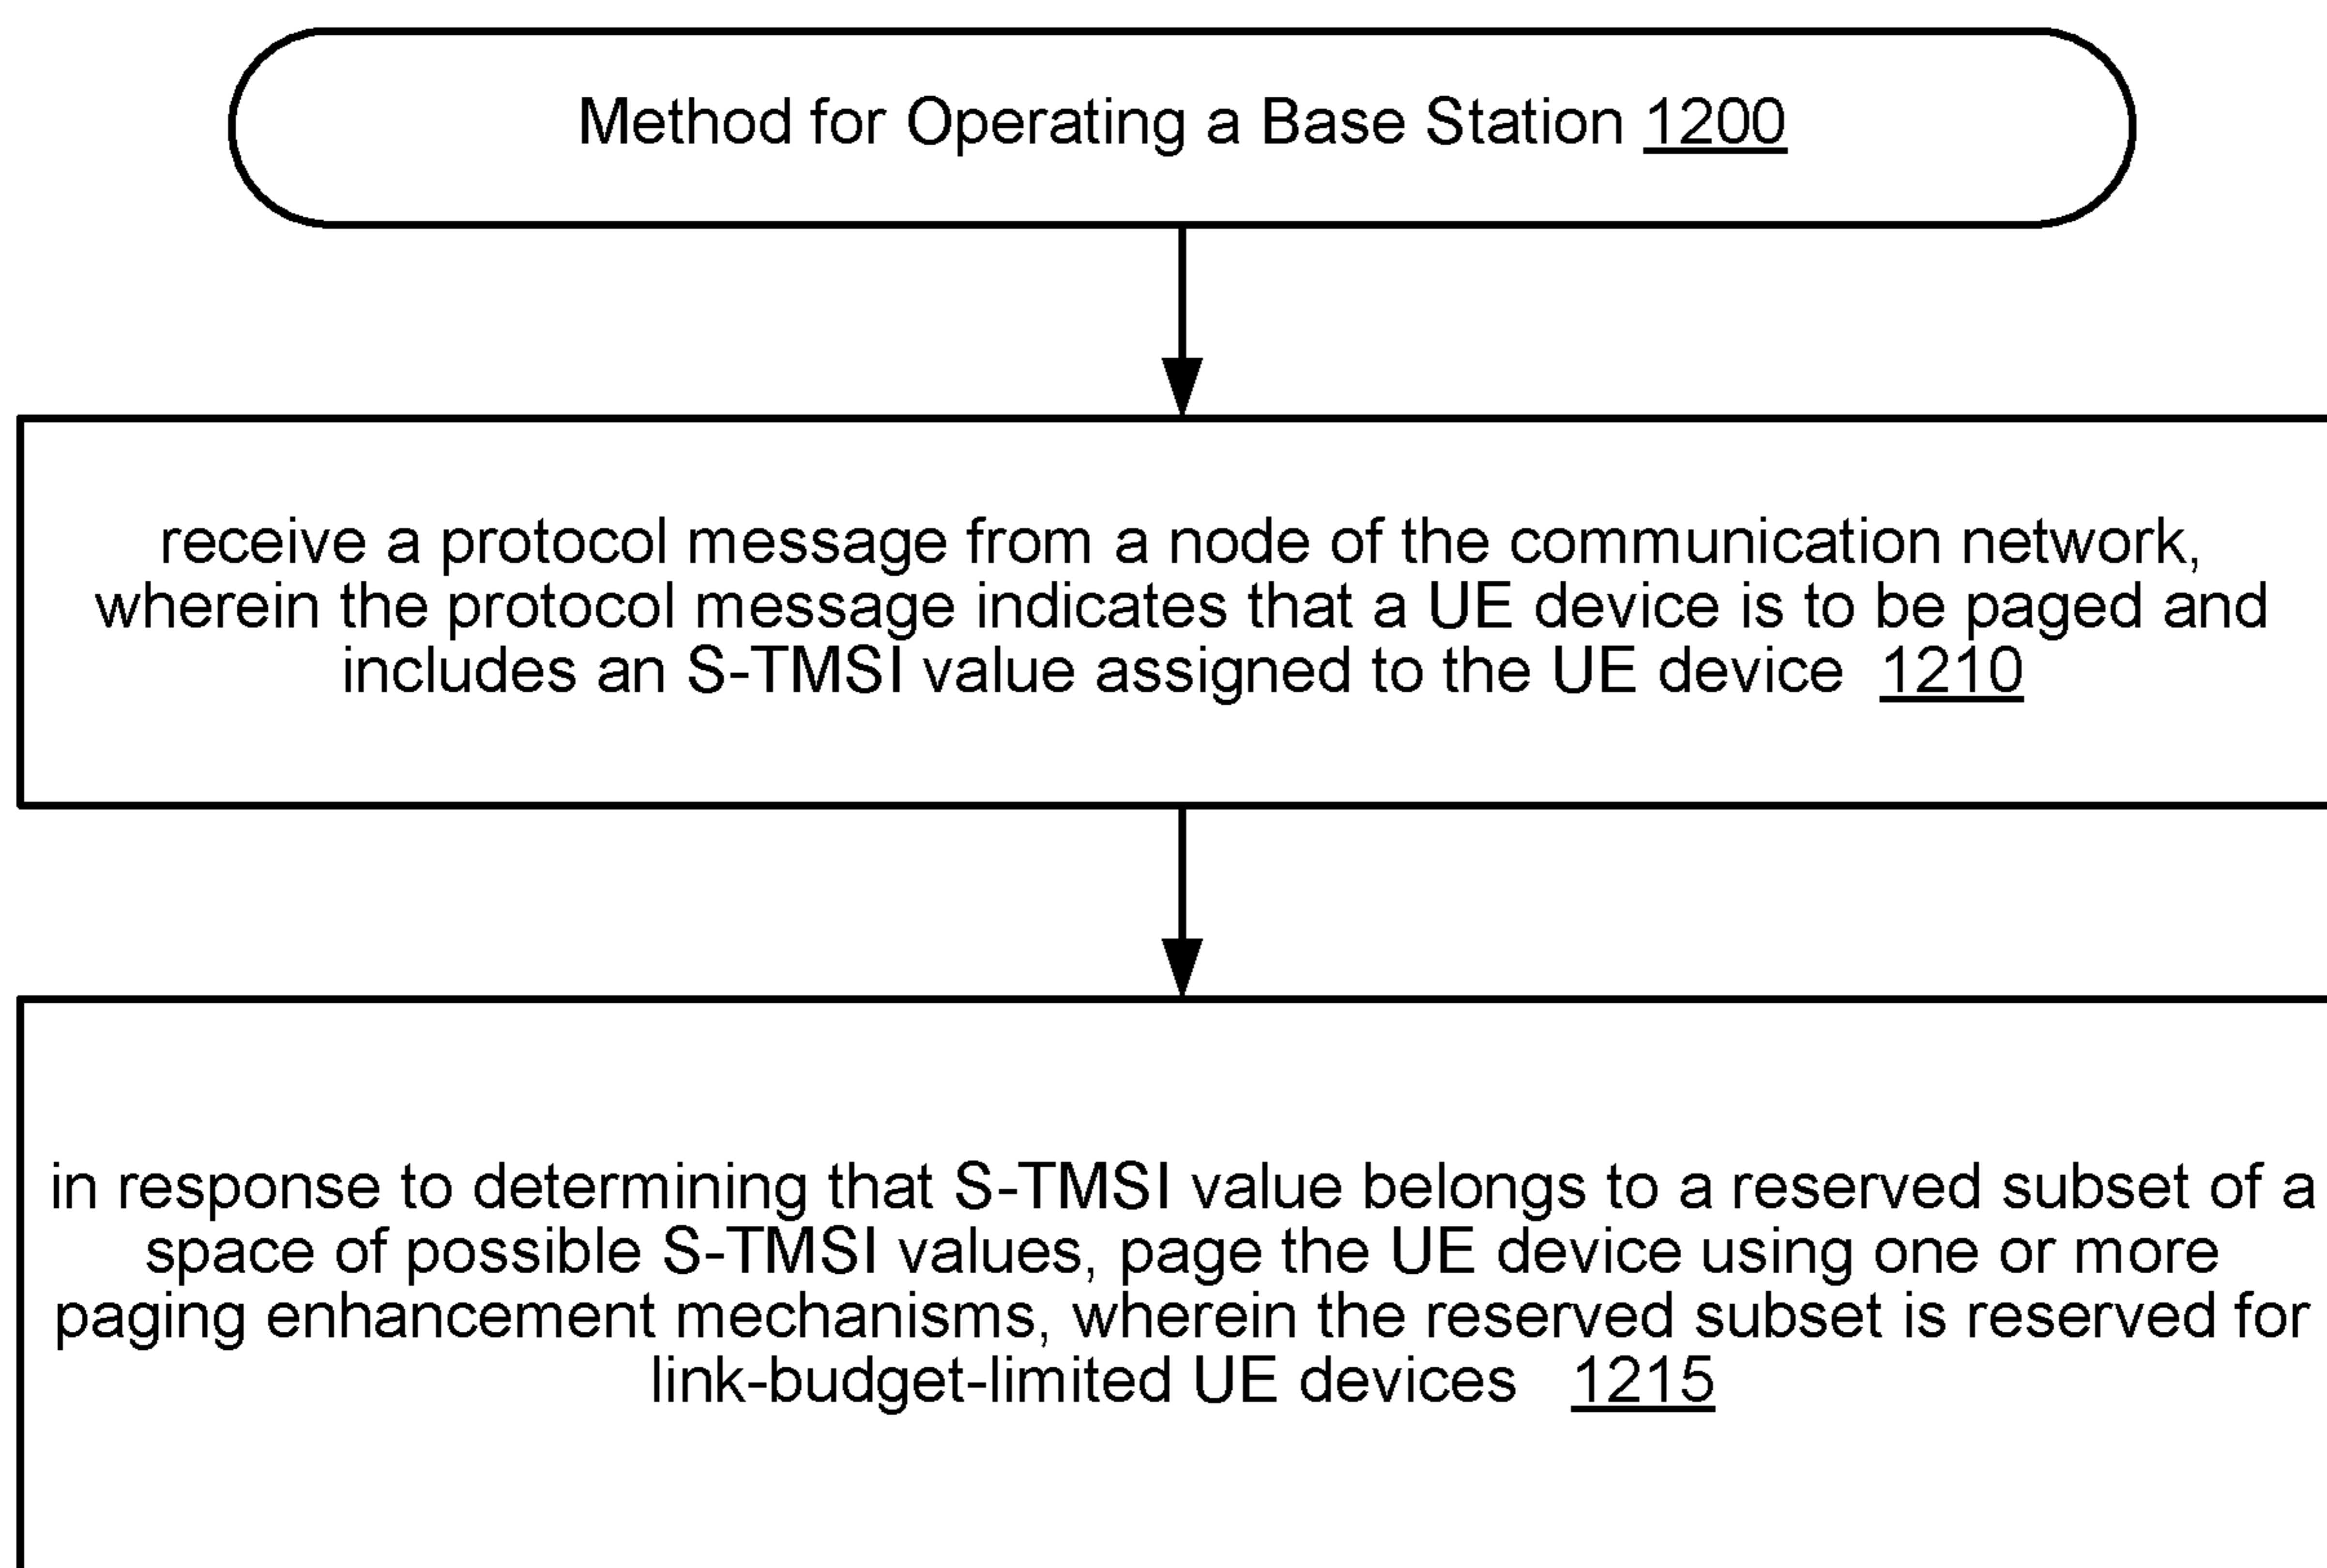 Method for Operating a Base Station 1200
receive a protocol message from a node of the communication network,
wherein the protocol message indicates that a UE device is to be paged and
includes an S-TMSI value assigned to the UE device 1210
in response to determining that S-TMSI value belongs to a reserved subset of a
space of possible S-TMSI values, page the UE device using one or more
paging enhancement mechanisms, wherein the reserved subset is reserved for
link-budget-limited UE devices 1215